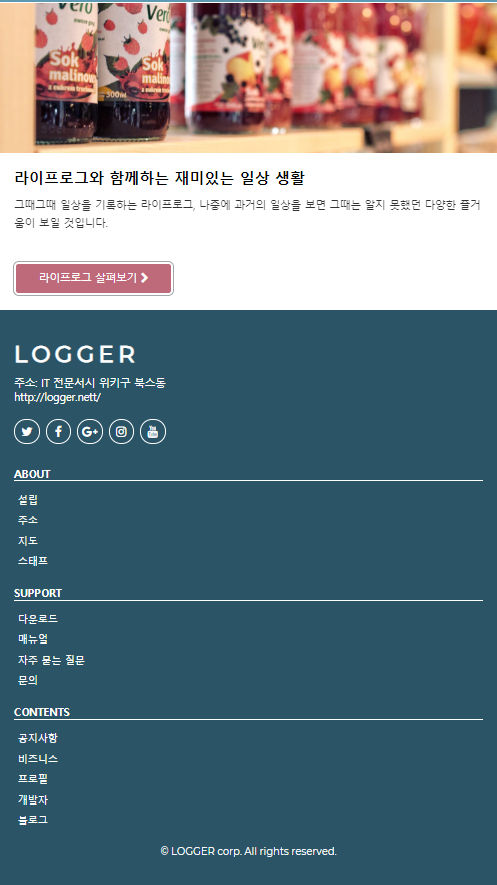 Vero
Vero
Sok
malinowy
Sok
malinowy
500ml
라이프로그와 함께하는 재미있는 일상 생활
그때그때 일상을 기록하는 라이프로그, 나중에 과거의 일상을 보면 그때는 알지 못했던 다양한 즐거
움이 보일 것입니다.
라이프로그 살펴보기
LOGGER
주소: IT 전문서시 위키구 북스동
http://logger.nett/
ABOUT
설립
주소
지도
스태프
SUPPORT
다운로드
매뉴얼
자주 묻는 질문
문의
CONTENTS
공지사항
비즈니스
프로필
개발자
블로그
© LOGGER corp. All rights reserved.